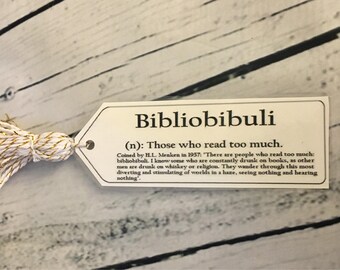 Bibliobibuli
(n): Those who read too much.
Coined by H.L. Menken in 1957: "There are people who read too much:
bibliobibuli. I know some who are constantly drunk on books, as other
men are drunk on whiskey or religion. They wander through this most
diverting and stimulating of worlds in a haze, seeing nothing and hearing
nothing".